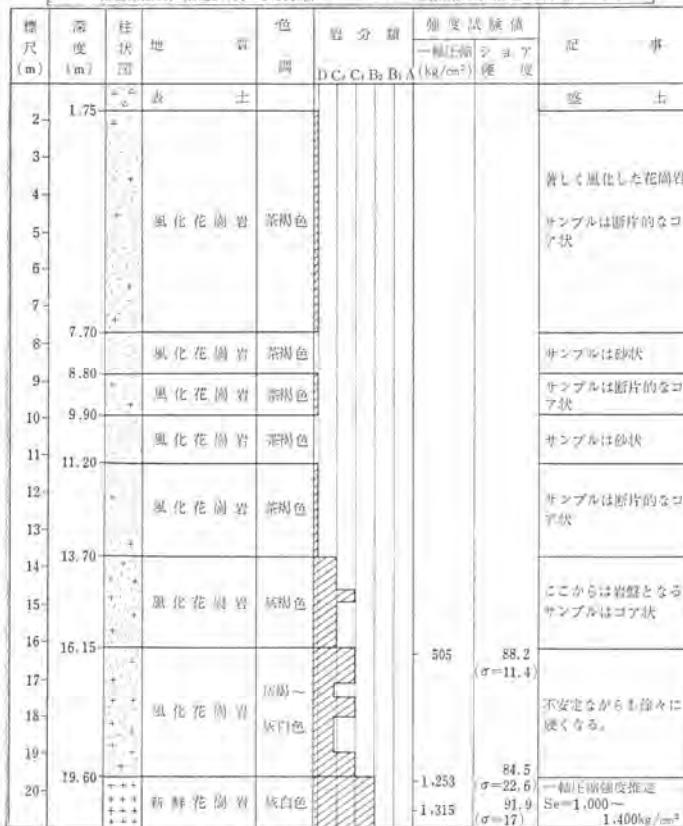 標尺(m) 深度(m) 柱状図 地質 色調 岩分類 強度試験値 記事
D C₂ C₁ B₂ B₁ A 一軸圧縮(kg/cm²) ショア硬度
表土 盛土
1.75
2
3
4
5
6
7
風化花崗岩 茶褐色 著しく風化した花崗岩
サンプルは断片的なコ
ア状
7.70
8
風化花崗岩 茶褐色 サンプルは砂状
8.80
9
風化花崗岩 茶褐色 サンプルは断片的なコ
ア状
9.90
10
風化花崗岩 茶褐色 サンプルは砂状
11
11.20
12
風化花崗岩 茶褐色 サンプルは断片的なコ
ア状
13
13.70
14
風化花崗岩 灰褐色 ここからは岩盤となる
サンプルはコア状
15
16
16.15
505 88.2
(σ=11.4)
17
風化花崗岩 灰褐~
灰白色
不安定ながらも徐々に
硬くなる。
18
19
84.5
19.60
1,253 (σ=22.6)
20
新鮮花崗岩 灰白色 1,315 91.9
(σ=17)
一軸圧縮強度推定
Se=1,000~
1,400kg/cm²